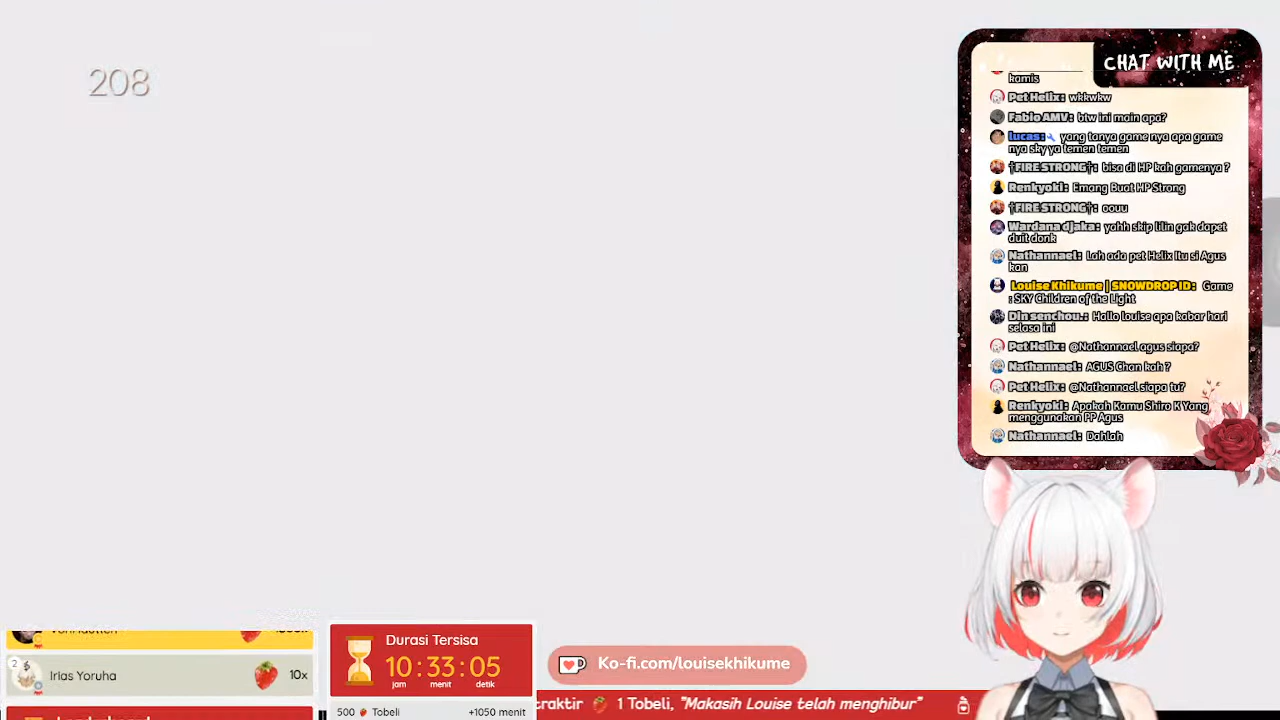 208
CHAT WITH ME
kamis
Pet Helix: wkkwkw
Fabio AMV: btw ini main apa?
lucas: yang tanya game nya apa game
nya sky ya temen temen
†FIRE STRONG†: bisa di HP kah gamenya ?
Renkyoki: Emang Buat HP Strong
†FIRE STRONG†: oouu
Wardana djaka: yahh skip lilin gak dapet
duit donk
Nathannael: Lah ada pet Helix Itu si Agus
kan
Louise Khikume | SNOWDROP ID: Game
: SKY Children of the Light
Din senchou.: Hallo louise apa kabar hari
selasa ini
Pet Helix: @Nathannael agus siapa?
Nathannael: AGUS Chan kah ?
Pet Helix: @Nathannael siapa tu?
Renkyoki: Apakah Kamu Shiro K Yang
menggunakan PP Agus
Nathannael: Dahlah
2 Irlas Yoruha 10x
Durasi Tersisa
10:33:05
jam menit detik
500 Tobeli +1050 menit
Ko-fi.com/louisekhikume
traktir 1 Tobeli, "Makasih Louise telah menghibur"